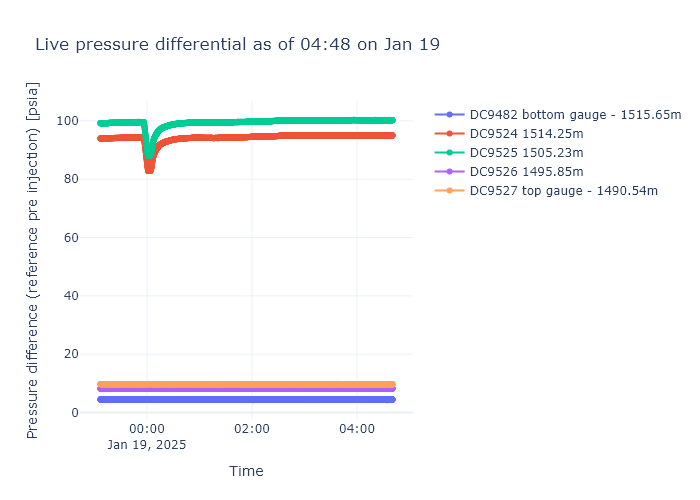 Live pressure differential as of 04:48 on Jan 19
Pressure difference (reference pre injection) [psia]
100
80
60
40
20
0
00:00
Jan 19, 2025
02:00
04:00
Time
DC9482 bottom gauge - 1515.65m
DC9524 1514.25m
DC9525 1505.23m
DC9526 1495.85m
DC9527 top gauge - 1490.54m